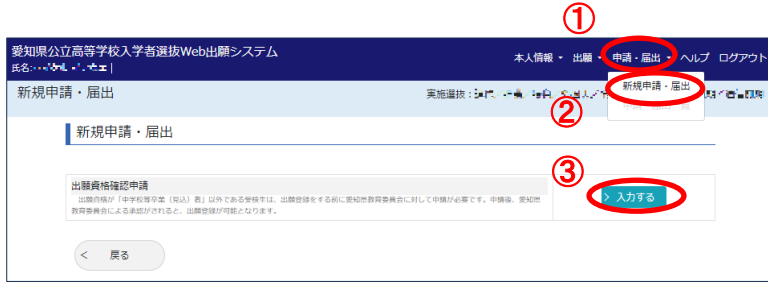 ①
愛知県公立高等学校入学者選抜Web出願システム
本人情報 出願 申請・届出 ヘルプ ログアウト
氏名:
新規申請・届出
実施選抜:
新規申請・届出
②
新規申請・届出
③
出願資格確認申請
出願資格が「中学校等卒業(見込)者」以外である受検生は、出願登録をする前に愛知県教育委員会に対して申請が必要です。申請後、愛知県
教育委員会による承認がされると、出願登録が可能となります。
> 入力する
< 戻る